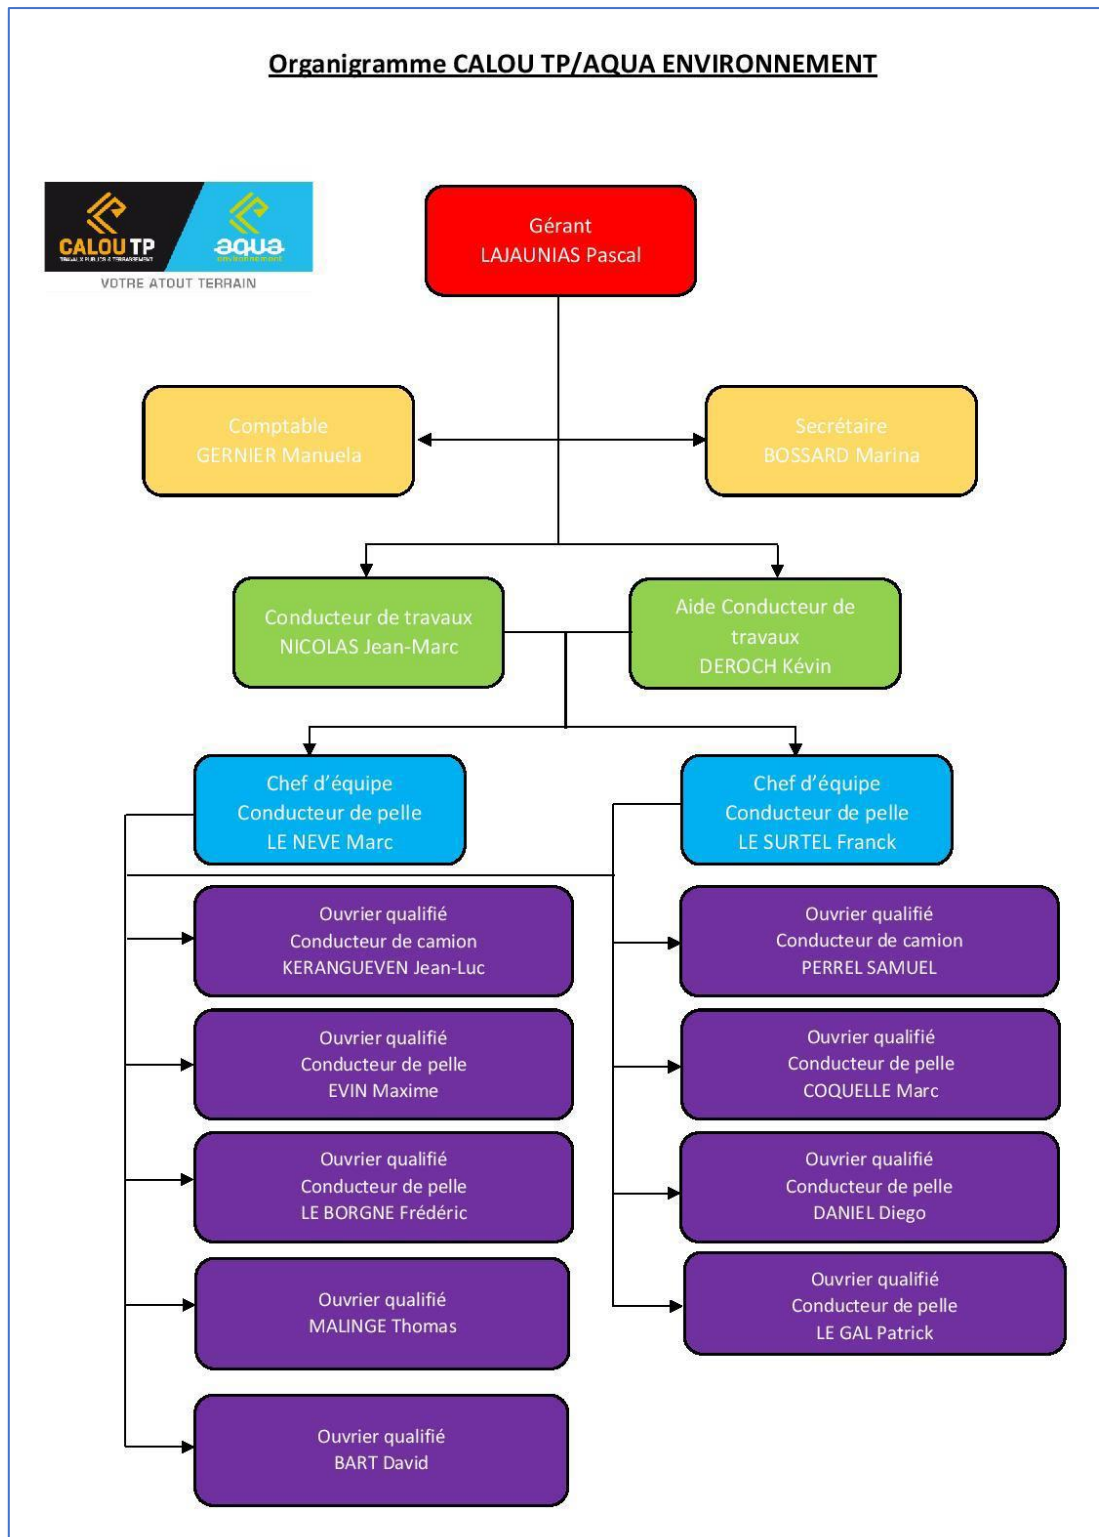 Organigramme CALOU TP/AQUA ENVIRONNEMENT
CALOU TP
TRAVAUX PUBLICS & TERRASSEMENT
aqua
environnement
VOTRE ATOUT TERRAIN
Gérant
LAJAUNIAS Pascal
Comptable
GERNIER Manuela
Secrétaire
BOSSARD Marina
Conducteur de travaux
NICOLAS Jean-Marc
Aide Conducteur de
travaux
DEROCH Kévin
Chef d’équipe
Conducteur de pelle
LE NEVE Marc
Chef d’équipe
Conducteur de pelle
LE SURTEL Franck
Ouvrier qualifié
Conducteur de camion
KERANGUEVEN Jean-Luc
Ouvrier qualifié
Conducteur de camion
PERREL SAMUEL
Ouvrier qualifié
Conducteur de pelle
EVIN Maxime
Ouvrier qualifié
Conducteur de pelle
COQUELLE Marc
Ouvrier qualifié
Conducteur de pelle
LE BORGNE Frédéric
Ouvrier qualifié
Conducteur de pelle
DANIEL Diego
Ouvrier qualifié
MALINGE Thomas
Ouvrier qualifié
Conducteur de pelle
LE GAL Patrick
Ouvrier qualifié
BART David